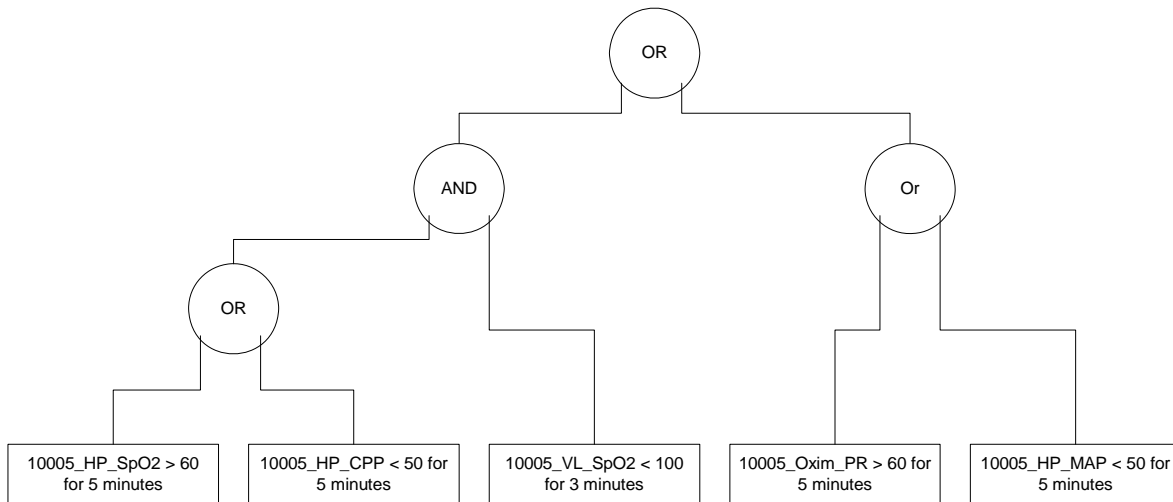 OR
AND
Or
OR
10005_HP_SpO2 > 60
for 5 minutes
10005_HP_CPP < 50 for
5 minutes
10005_VL_SpO2 < 100
for 3 minutes
10005_Oxim_PR > 60 for
5 minutes
10005_HP_MAP < 50 for
5 minutes